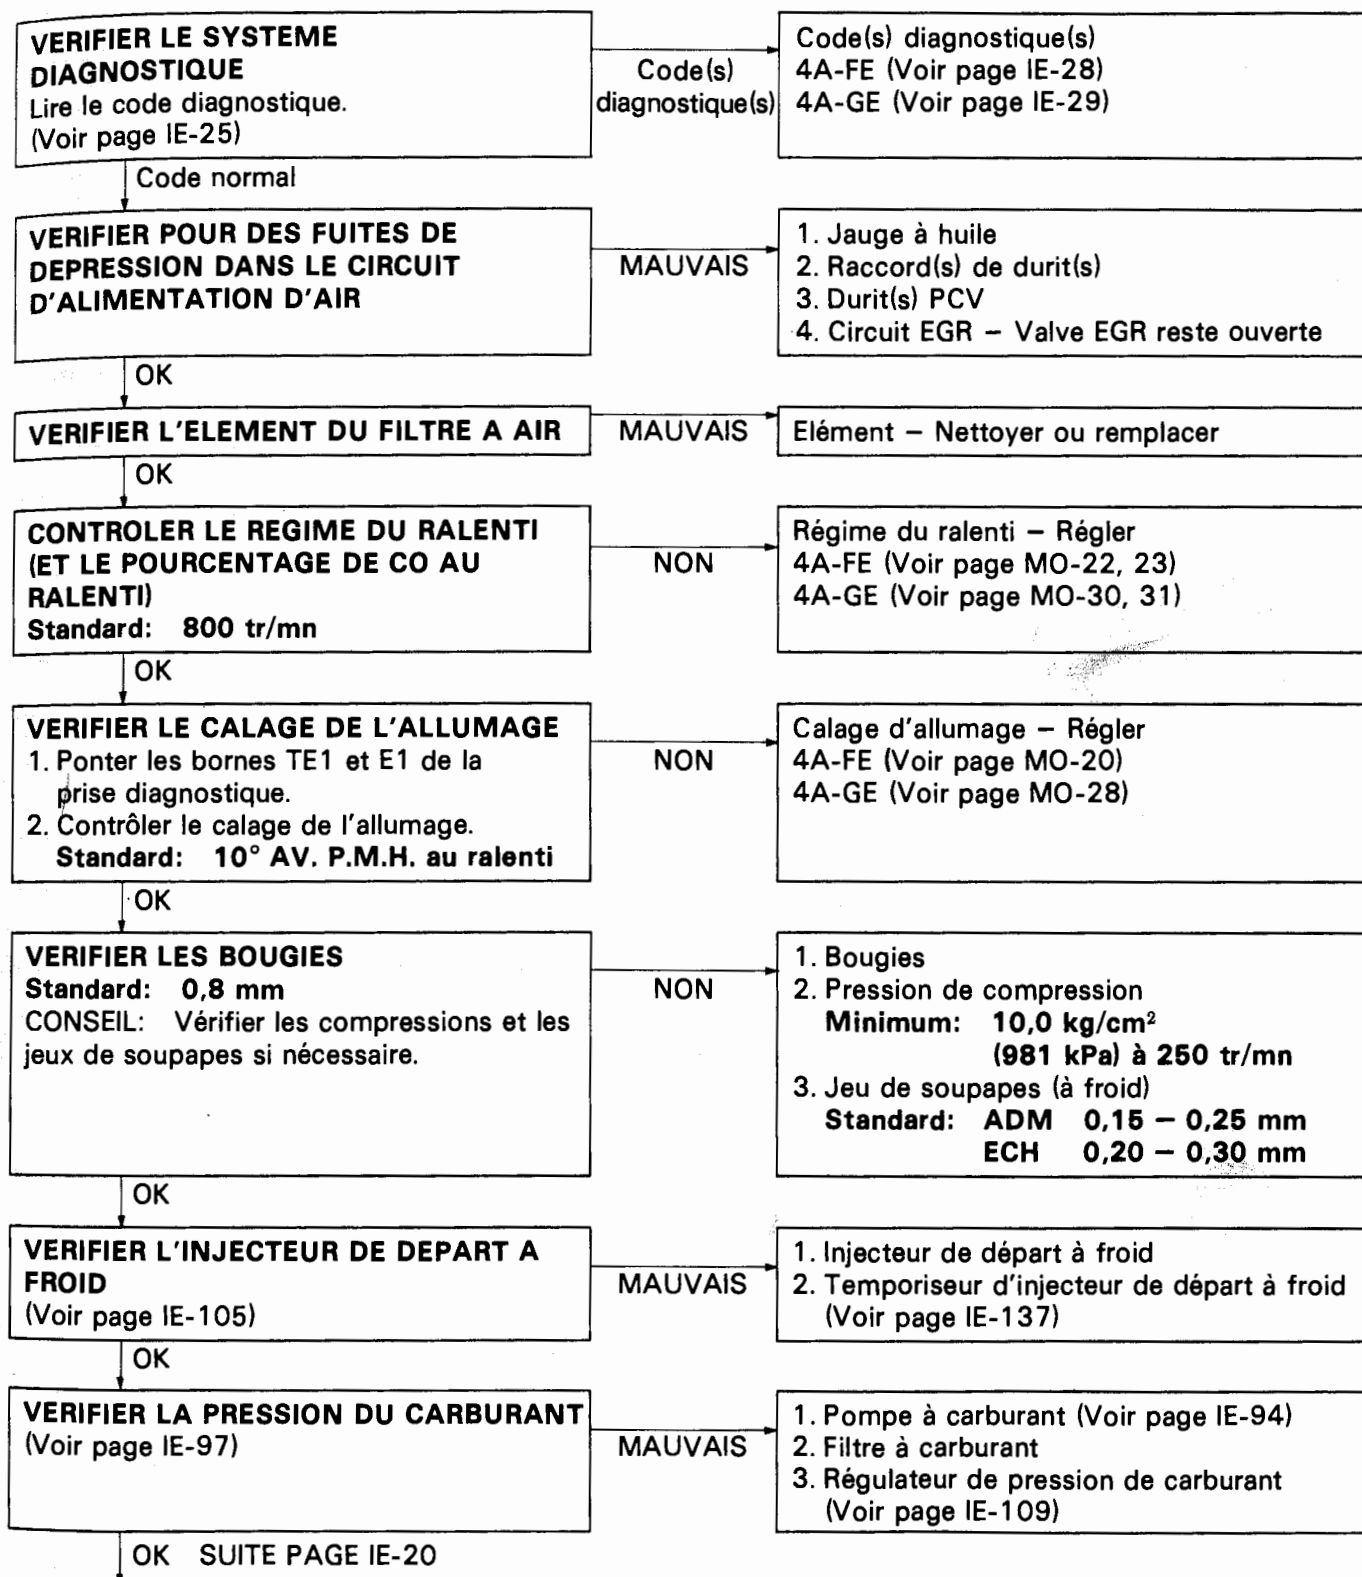 VERIFIER LE SYSTEME
DIAGNOSTIQUE
Lire le code diagnostique.
(Voir page IE-25)
Code(s)
diagnostique(s)
Code(s) diagnostique(s)
4A-FE (Voir page IE-28)
4A-GE (Voir page IE-29)
Code normal
VERIFIER POUR DES FUITES DE
DEPRESSION DANS LE CIRCUIT
D'ALIMENTATION D'AIR
MAUVAIS
1. Jauge à huile
2. Raccord(s) de durit(s)
3. Durit(s) PCV
4. Circuit EGR – Valve EGR reste ouverte
OK
VERIFIER L'ELEMENT DU FILTRE A AIR
MAUVAIS
Elément – Nettoyer ou remplacer
OK
CONTROLER LE REGIME DU RALENTI
(ET LE POURCENTAGE DE CO AU
RALENTI)
Standard: 800 tr/mn
NON
Régime du ralenti – Régler
4A-FE (Voir page MO-22, 23)
4A-GE (Voir page MO-30, 31)
OK
VERIFIER LE CALAGE DE L'ALLUMAGE
1. Ponter les bornes TE1 et E1 de la
prise diagnostique.
2. Contrôler le calage de l'allumage.
Standard: 10° AV. P.M.H. au ralenti
NON
Calage d'allumage – Régler
4A-FE (Voir page MO-20)
4A-GE (Voir page MO-28)
OK
VERIFIER LES BOUGIES
Standard: 0,8 mm
CONSEIL: Vérifier les compressions et les
jeux de soupapes si nécessaire.
NON
1. Bougies
2. Pression de compression
Minimum: 10,0 kg/cm²
(981 kPa) à 250 tr/mn
3. Jeu de soupapes (à froid)
Standard: ADM 0,15 – 0,25 mm
ECH 0,20 – 0,30 mm
OK
VERIFIER L'INJECTEUR DE DEPART A
FROID
(Voir page IE-105)
MAUVAIS
1. Injecteur de départ à froid
2. Temporiseur d'injecteur de départ à froid
(Voir page IE-137)
OK
VERIFIER LA PRESSION DU CARBURANT
(Voir page IE-97)
MAUVAIS
1. Pompe à carburant (Voir page IE-94)
2. Filtre à carburant
3. Régulateur de pression de carburant
(Voir page IE-109)
OK SUITE PAGE IE-20